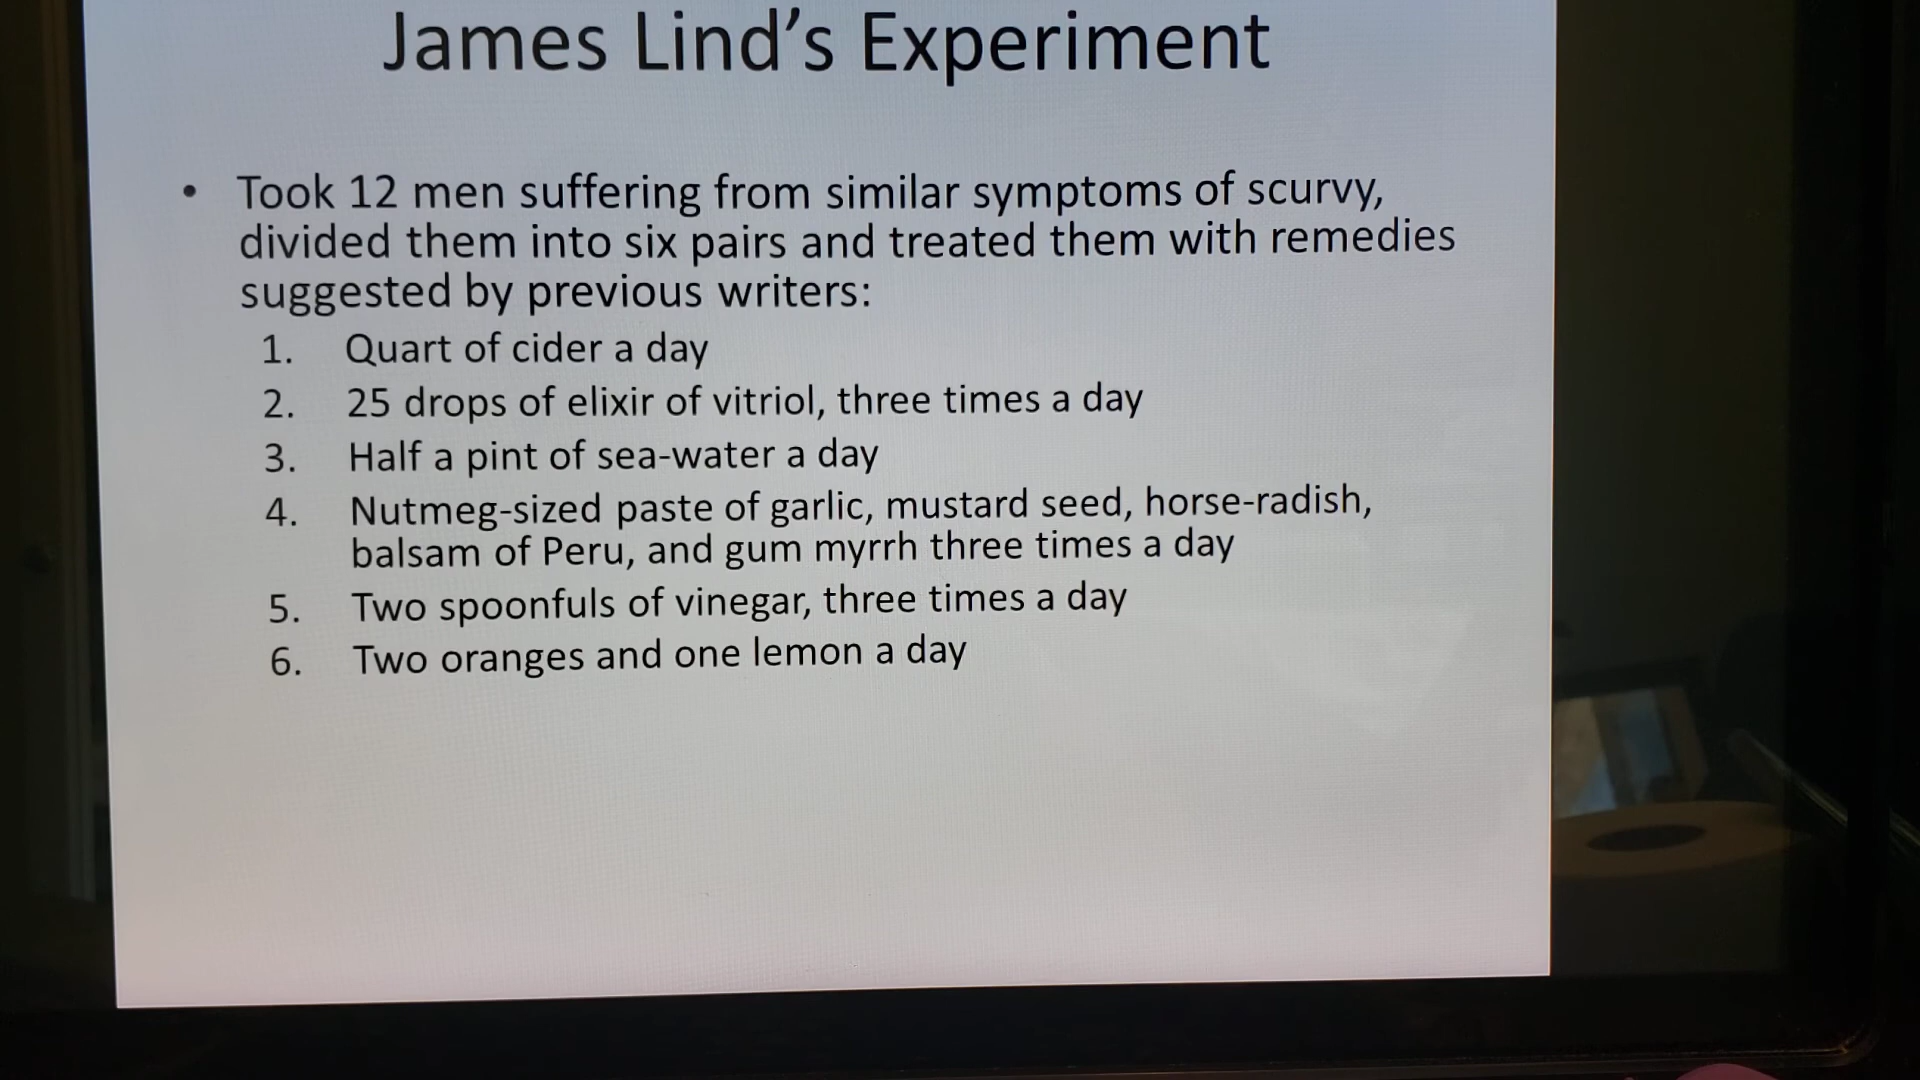 James Lind’s Experiment
• Took 12 men suffering from similar symptoms of scurvy,
divided them into six pairs and treated them with remedies
suggested by previous writers:
1. Quart of cider a day
2. 25 drops of elixir of vitriol, three times a day
3. Half a pint of sea-water a day
4. Nutmeg-sized paste of garlic, mustard seed, horse-radish,
balsam of Peru, and gum myrrh three times a day
5. Two spoonfuls of vinegar, three times a day
6. Two oranges and one lemon a day